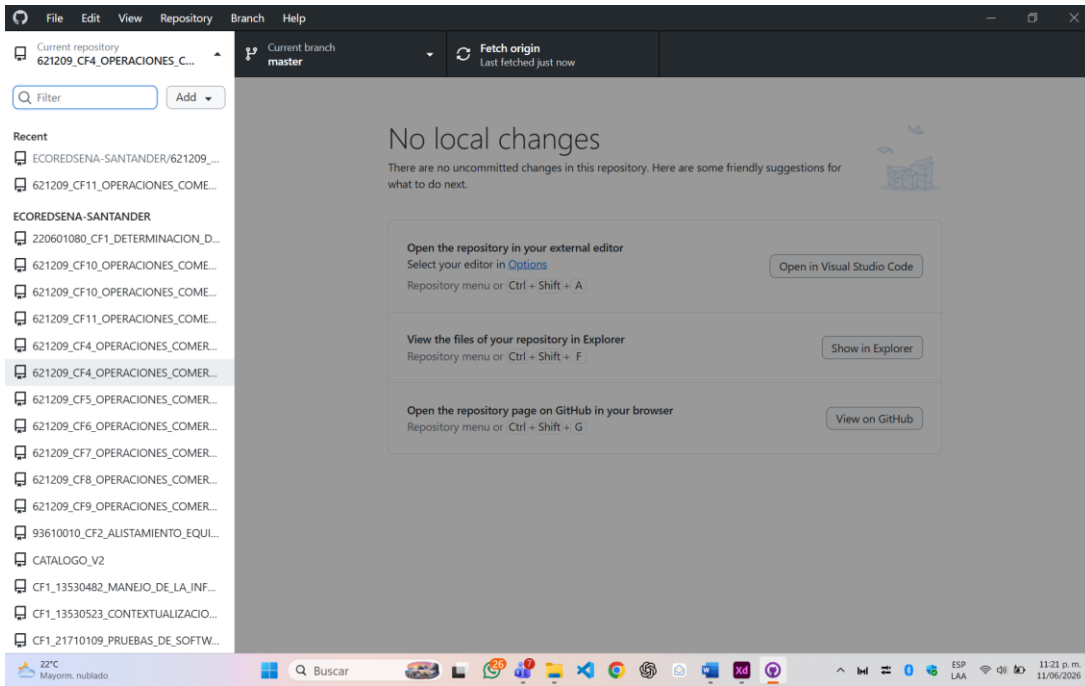 File Edit View Repository Branch Help
Current repository
621209_CF4_OPERACIONES_C...
Current branch
master
Fetch origin
Last fetched just now
Filter
Add
Recent
ECOREDSENA-SANTANDER/621209_...
621209_CF11_OPERACIONES_COME...
ECOREDSENA-SANTANDER
220601080_CF1_DETERMINACION_D...
621209_CF10_OPERACIONES_COME...
621209_CF10_OPERACIONES_COME...
621209_CF11_OPERACIONES_COME...
621209_CF4_OPERACIONES_COMER...
621209_CF4_OPERACIONES_COMER...
621209_CF5_OPERACIONES_COMER...
621209_CF6_OPERACIONES_COMER...
621209_CF7_OPERACIONES_COMER...
621209_CF8_OPERACIONES_COMER...
621209_CF9_OPERACIONES_COMER...
93610010_CF2_ALISTAMIENTO_EQUI...
CATALOGO_V2
CF1_13530482_MANEJO_DE_LA_INF...
CF1_13530523_CONTEXTUALIZACIO...
CF1_21710109_PRUEBAS_DE_SOFTW...
No local changes
There are no uncommitted changes in this repository. Here are some friendly suggestions for
what to do next.
Open the repository in your external editor
Select your editor in Options
Repository menu or Ctrl + Shift + A
Open in Visual Studio Code
View the files of your repository in Explorer
Repository menu or Ctrl + Shift + F
Show in Explorer
Open the repository page on GitHub in your browser
Repository menu or Ctrl + Shift + G
View on GitHub
22°C
Mayorm. nublado
Buscar
26
7
W
Xd
ESP
LAA
11:21 p. m.
11/06/2026